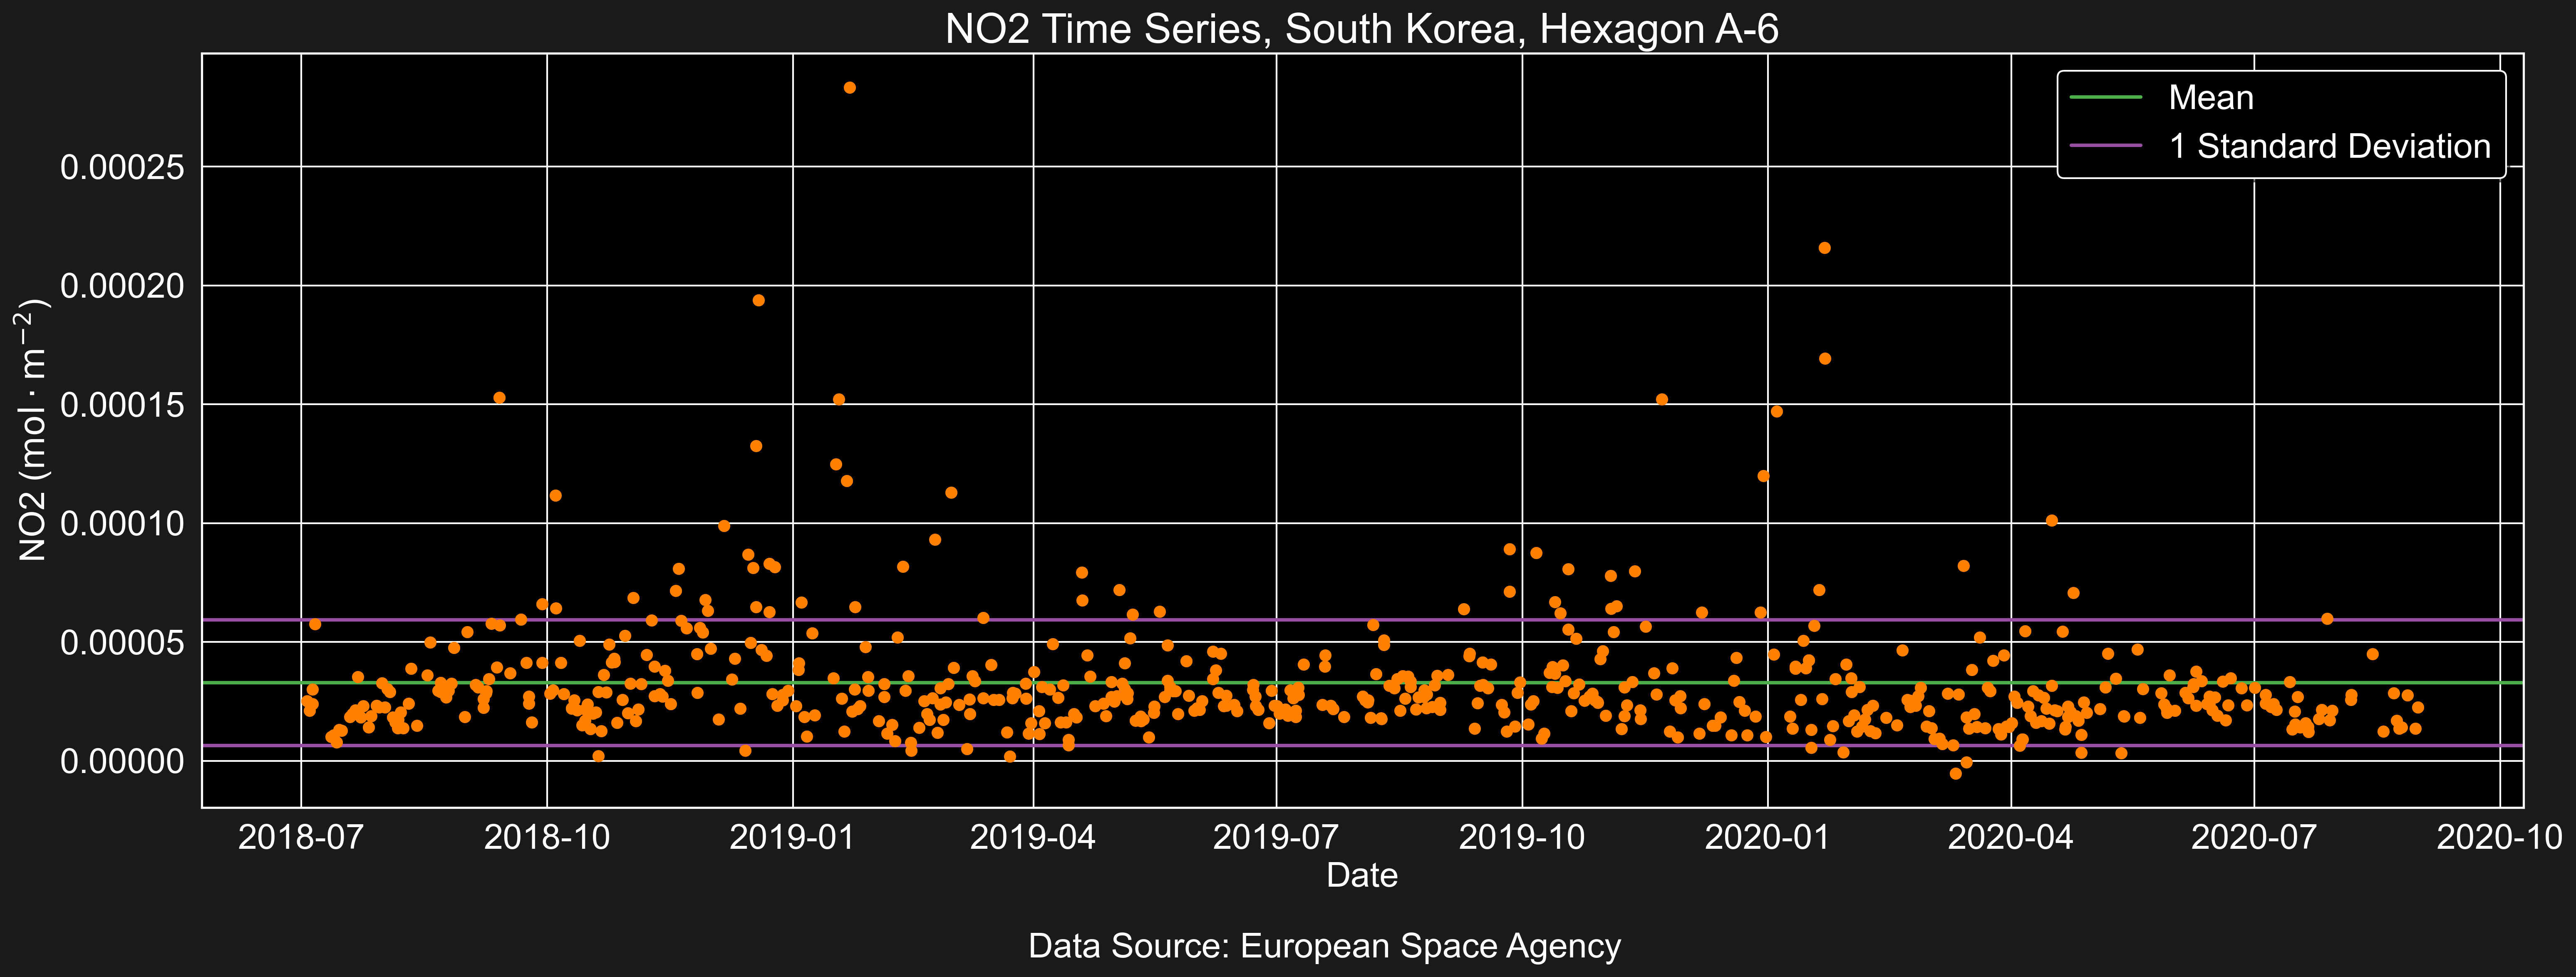 NO2 Time Series, South Korea, Hexagon A-6
Mean
1 Standard Deviation
NO2 (mol · m⁻²)
0.00025
0.00020
0.00015
0.00010
0.00005
0.00000
2018-07 2018-10 2019-01 2019-04 2019-07 2019-10 2020-01 2020-04 2020-07 2020-10
Date
Data Source: European Space Agency